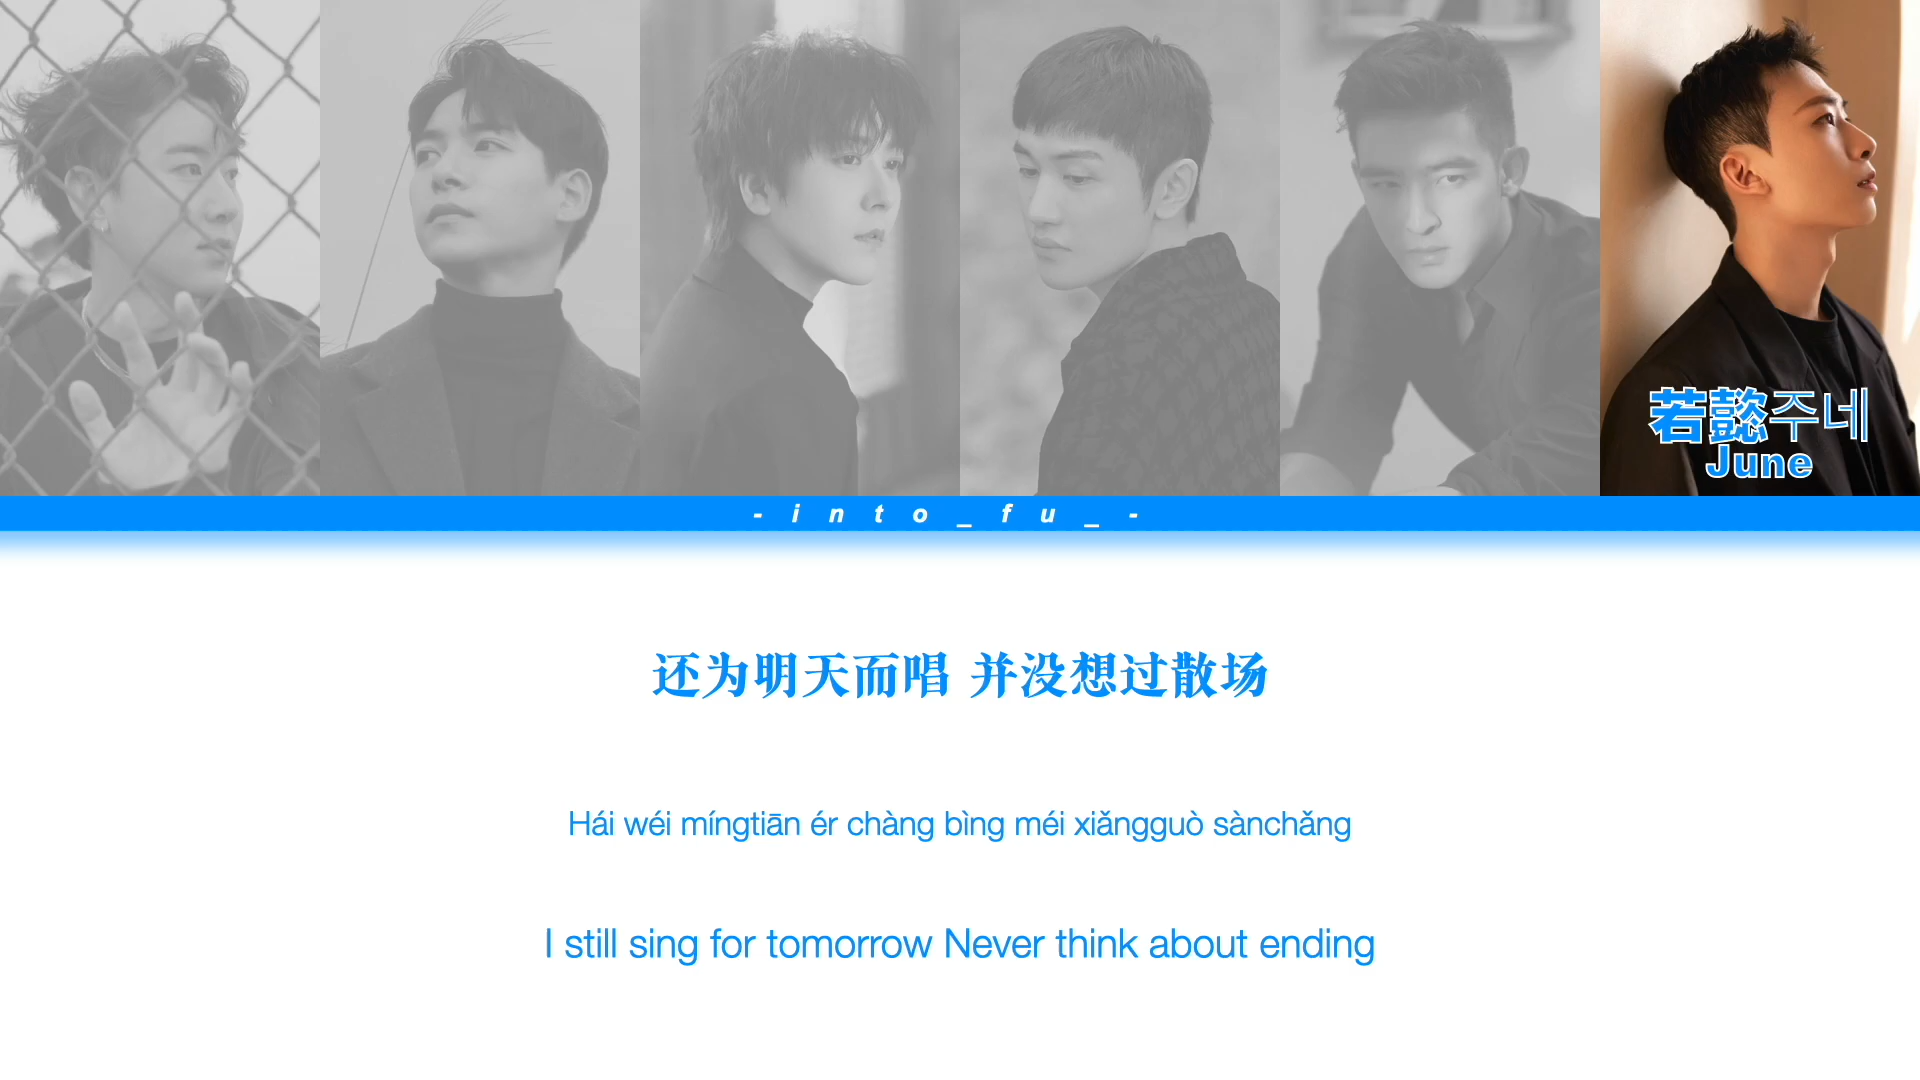 若懿주네
June
- i n t o _ f u _ -
还为明天而唱 并没想过散场
Hái wéi míngtiān ér chàng bìng méi xiǎngguò sànchǎng
I still sing for tomorrow Never think about ending